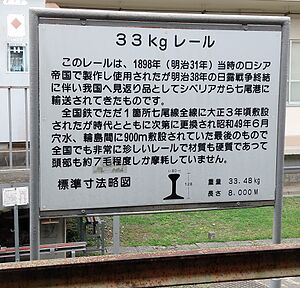 33kgレール
このレールは、1898年(明治31年)当時のロシア
帝国で製作し使用されたが明治38年の日露戦争終結
に伴い我国へ見返り品としてシベリアから七尾港に
輸送されてきたものです。
全国鉄でただ1箇所七尾線全線に大正3年頃敷設
されたが時代とともに次第に更換され昭和49年6月
穴水、輪島間に900m敷設されていた最後のもので
全国でも非常に珍しいレールで材質も硬質であって
頭部も約7毛程度しか摩耗していません。
標準寸法略図
重量 33.48kg
長さ 8.000M